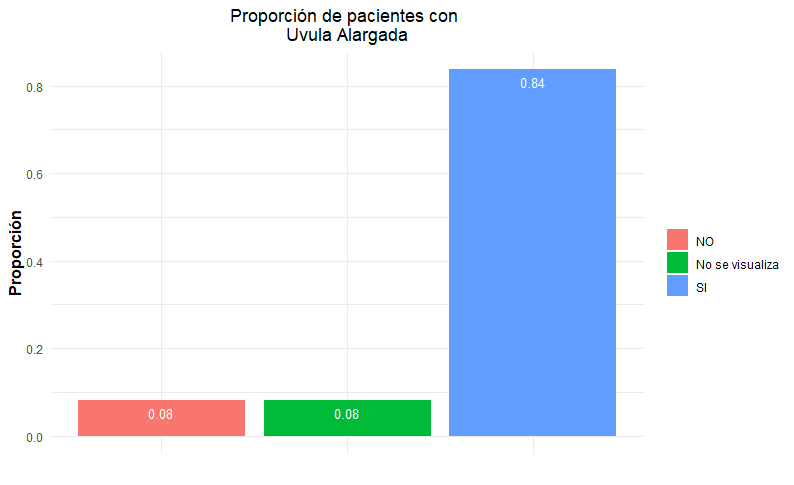 Proporción de pacientes con
Uvula Alargada
Proporción
0.8
0.6
0.4
0.2
0.0
0.08
0.08
0.84
NO
No se visualiza
SI